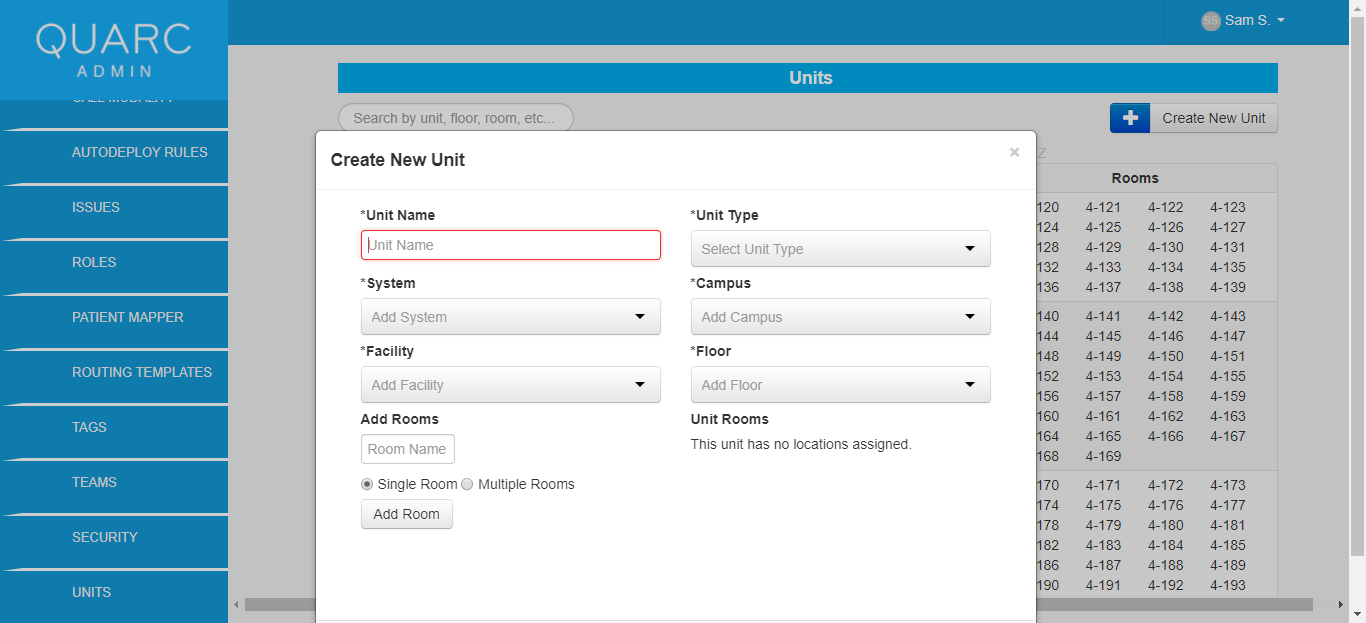 QUARC
ADMIN
AUTODEPLOY RULES
ISSUES
ROLES
PATIENT MAPPER
ROUTING TEMPLATES
TAGS
TEAMS
SECURITY
UNITS
SS Sam S.
Units
Search by unit, floor, room, etc...
Create New Unit
Z
Create New Unit
×
*Unit Name
*Unit Type
Unit Name
Select Unit Type
*System
*Campus
Add System
Add Campus
*Facility
*Floor
Add Facility
Add Floor
Add Rooms
Unit Rooms
Room Name
This unit has no locations assigned.
Single Room Multiple Rooms
Add Room
Rooms
120 4-121 4-122 4-123
124 4-125 4-126 4-127
128 4-129 4-130 4-131
132 4-133 4-134 4-135
136 4-137 4-138 4-139
140 4-141 4-142 4-143
144 4-145 4-146 4-147
148 4-149 4-150 4-151
152 4-153 4-154 4-155
156 4-157 4-158 4-159
160 4-161 4-162 4-163
164 4-165 4-166 4-167
168 4-169
170 4-171 4-172 4-173
174 4-175 4-176 4-177
178 4-179 4-180 4-181
182 4-183 4-184 4-185
186 4-187 4-188 4-189
190 4-191 4-192 4-193